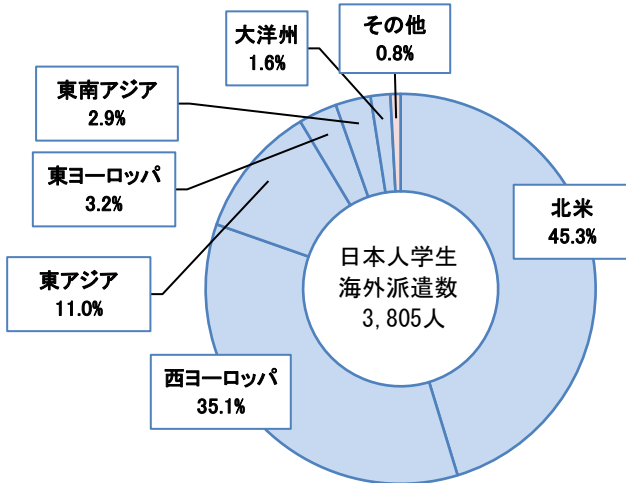 大洋州
1.6%
その他
0.8%
東南アジア
2.9%
東ヨーロッパ
3.2%
東アジア
11.0%
西ヨーロッパ
35.1%
北米
45.3%
日本人学生
海外派遣数
3,805人